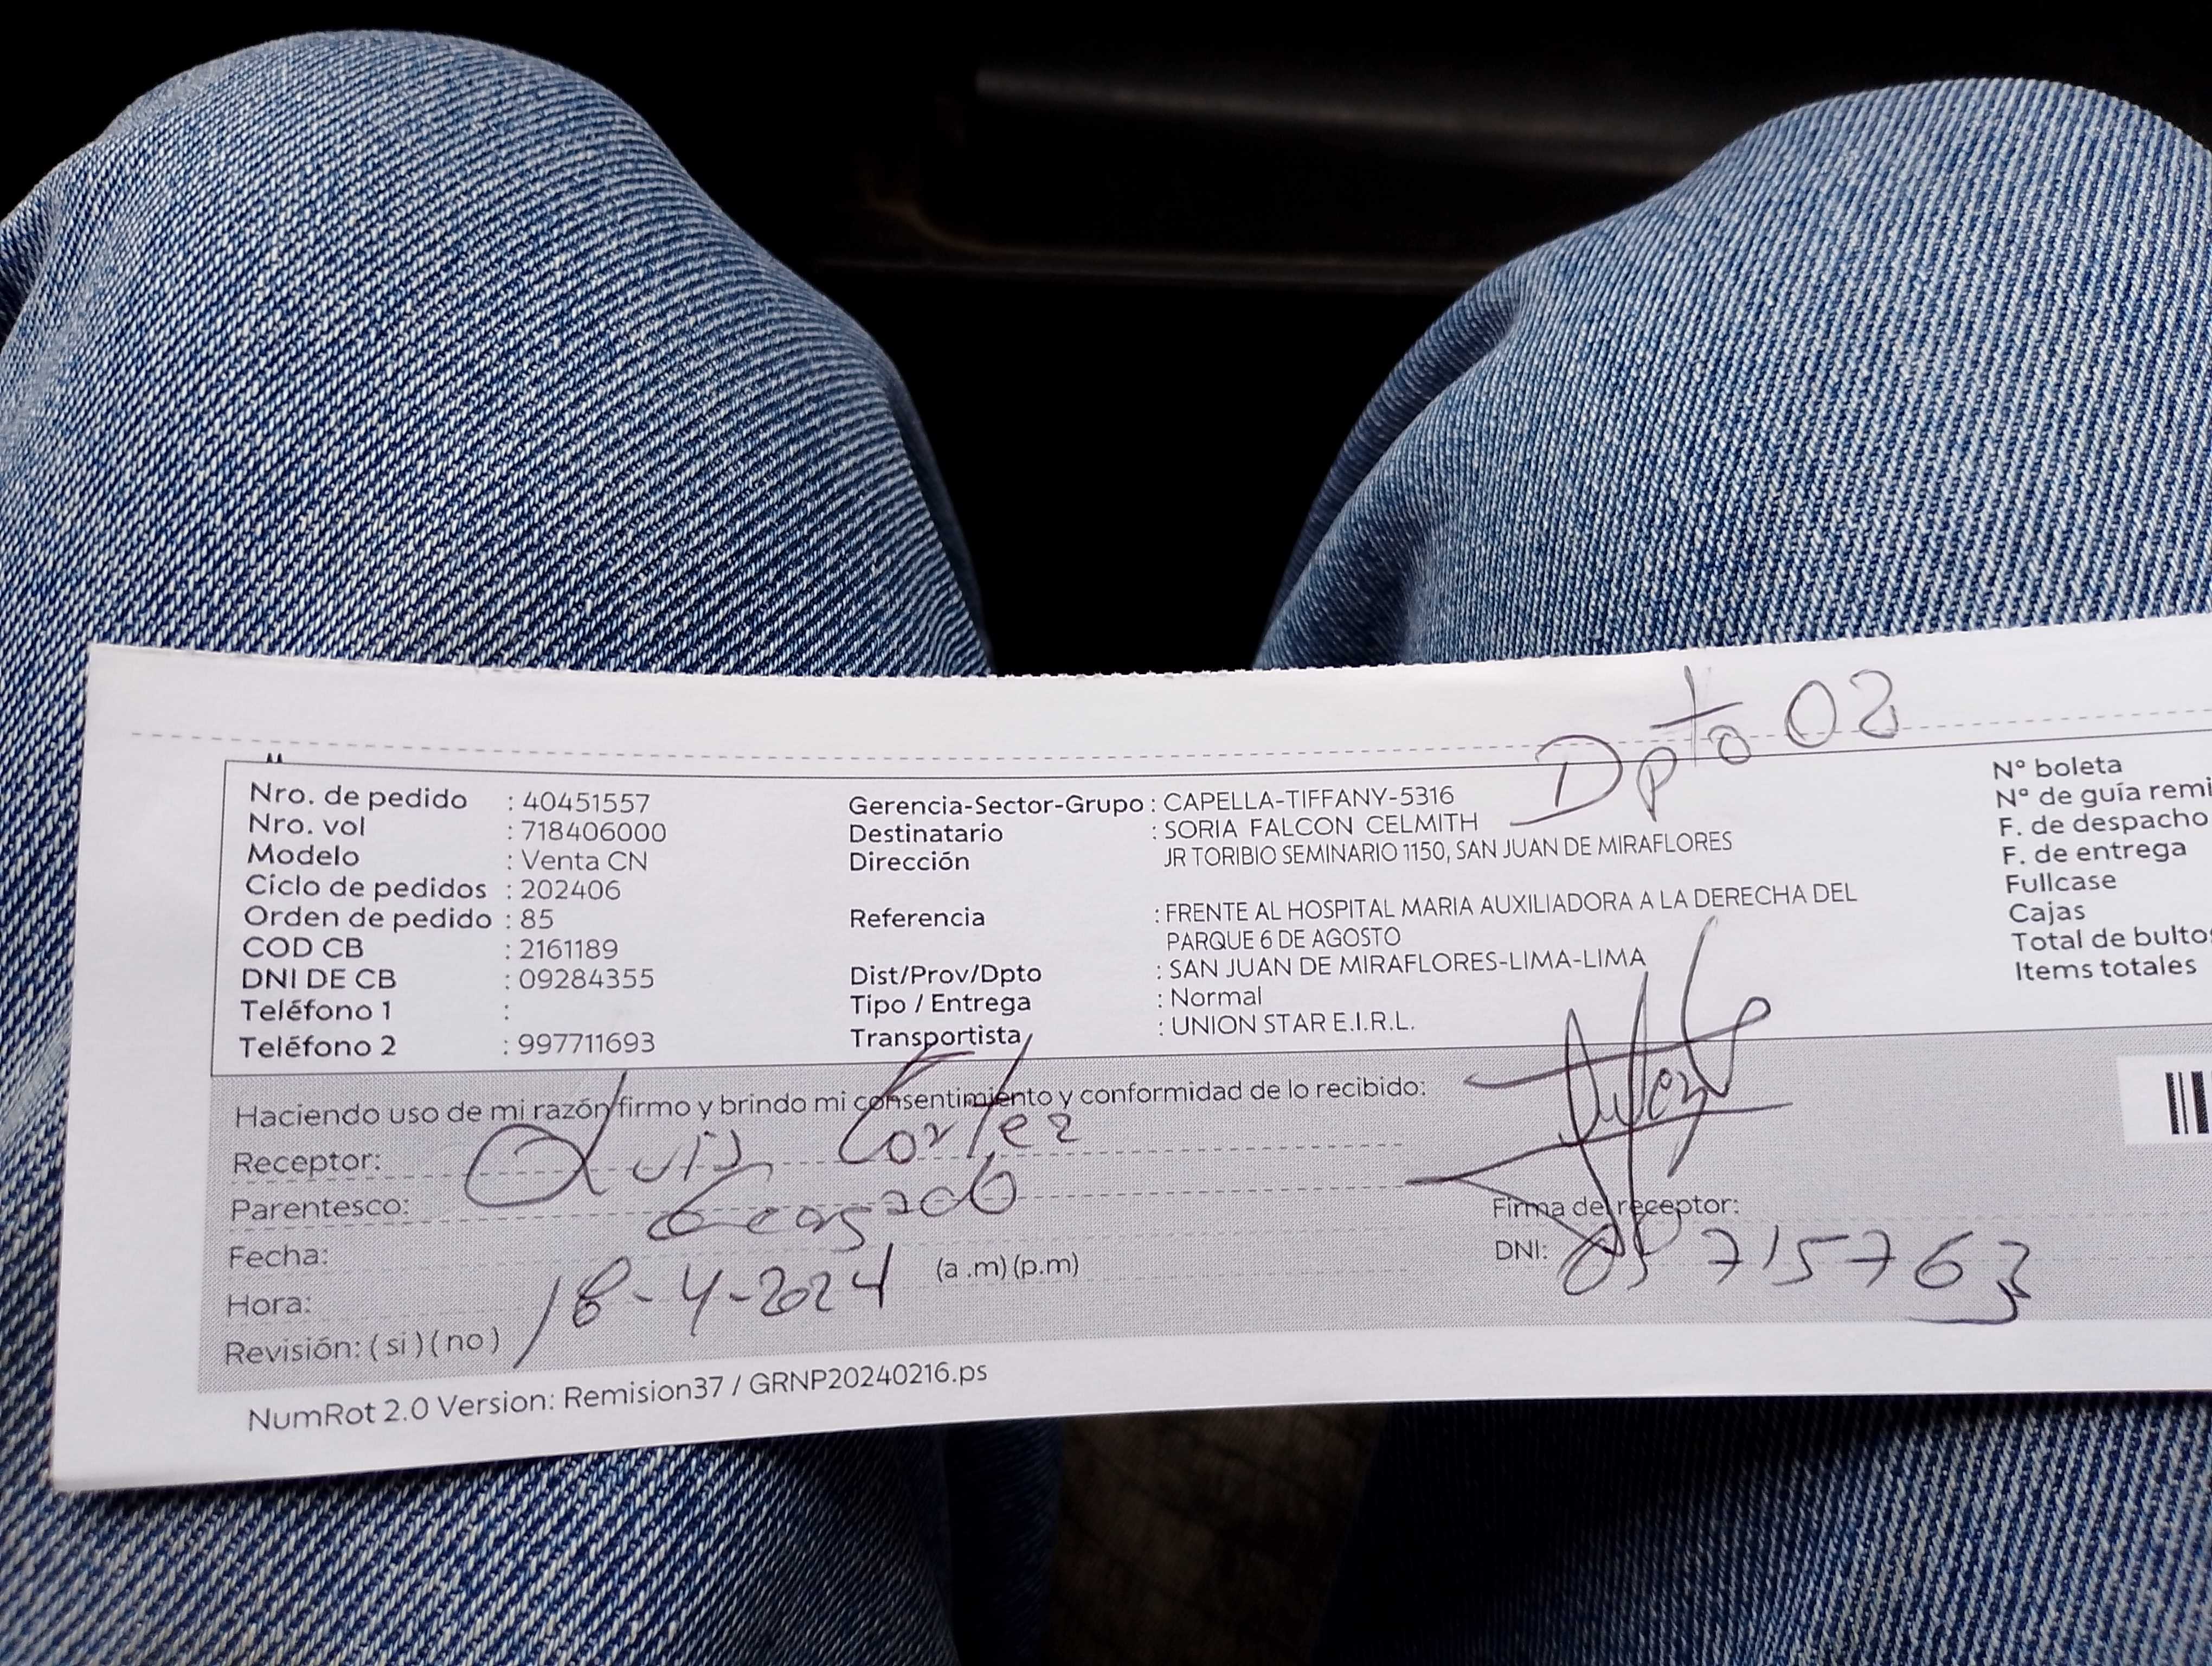 Dpto 02
Nro. de pedido : 40451557
Nro. vol : 718406000
Modelo : Venta CN
Ciclo de pedidos : 202406
Orden de pedido : 85
COD CB : 2161189
DNI DE CB : 09284355
Teléfono 1 :
Teléfono 2 : 997711693
Gerencia-Sector-Grupo : CAPELLA-TIFFANY-5316
Destinatario : SORIA FALCON CELMITH
Dirección JR TORIBIO SEMINARIO 1150, SAN JUAN DE MIRAFLORES
Referencia : FRENTE AL HOSPITAL MARIA AUXILIADORA A LA DERECHA DEL
PARQUE 6 DE AGOSTO
Dist/Prov/Dpto : SAN JUAN DE MIRAFLORES-LIMA-LIMA
Tipo / Entrega : Normal
Transportista : UNION STAR E.I.R.L.
N° boleta
N° de guía remi
F. de despacho
F. de entrega
Fullcase
Cajas
Total de bultos
Items totales
Haciendo uso de mi razón firmo y brindo mi consentimiento y conformidad de lo recibido:
Receptor: Luis Cortez
Parentesco:
Fecha: 18-4-2024
Hora: (a .m) (p.m)
Revisión: ( si ) ( no )
Firma del receptor:
DNI:
NumRot 2.0 Version: Remision37 / GRNP20240216.ps